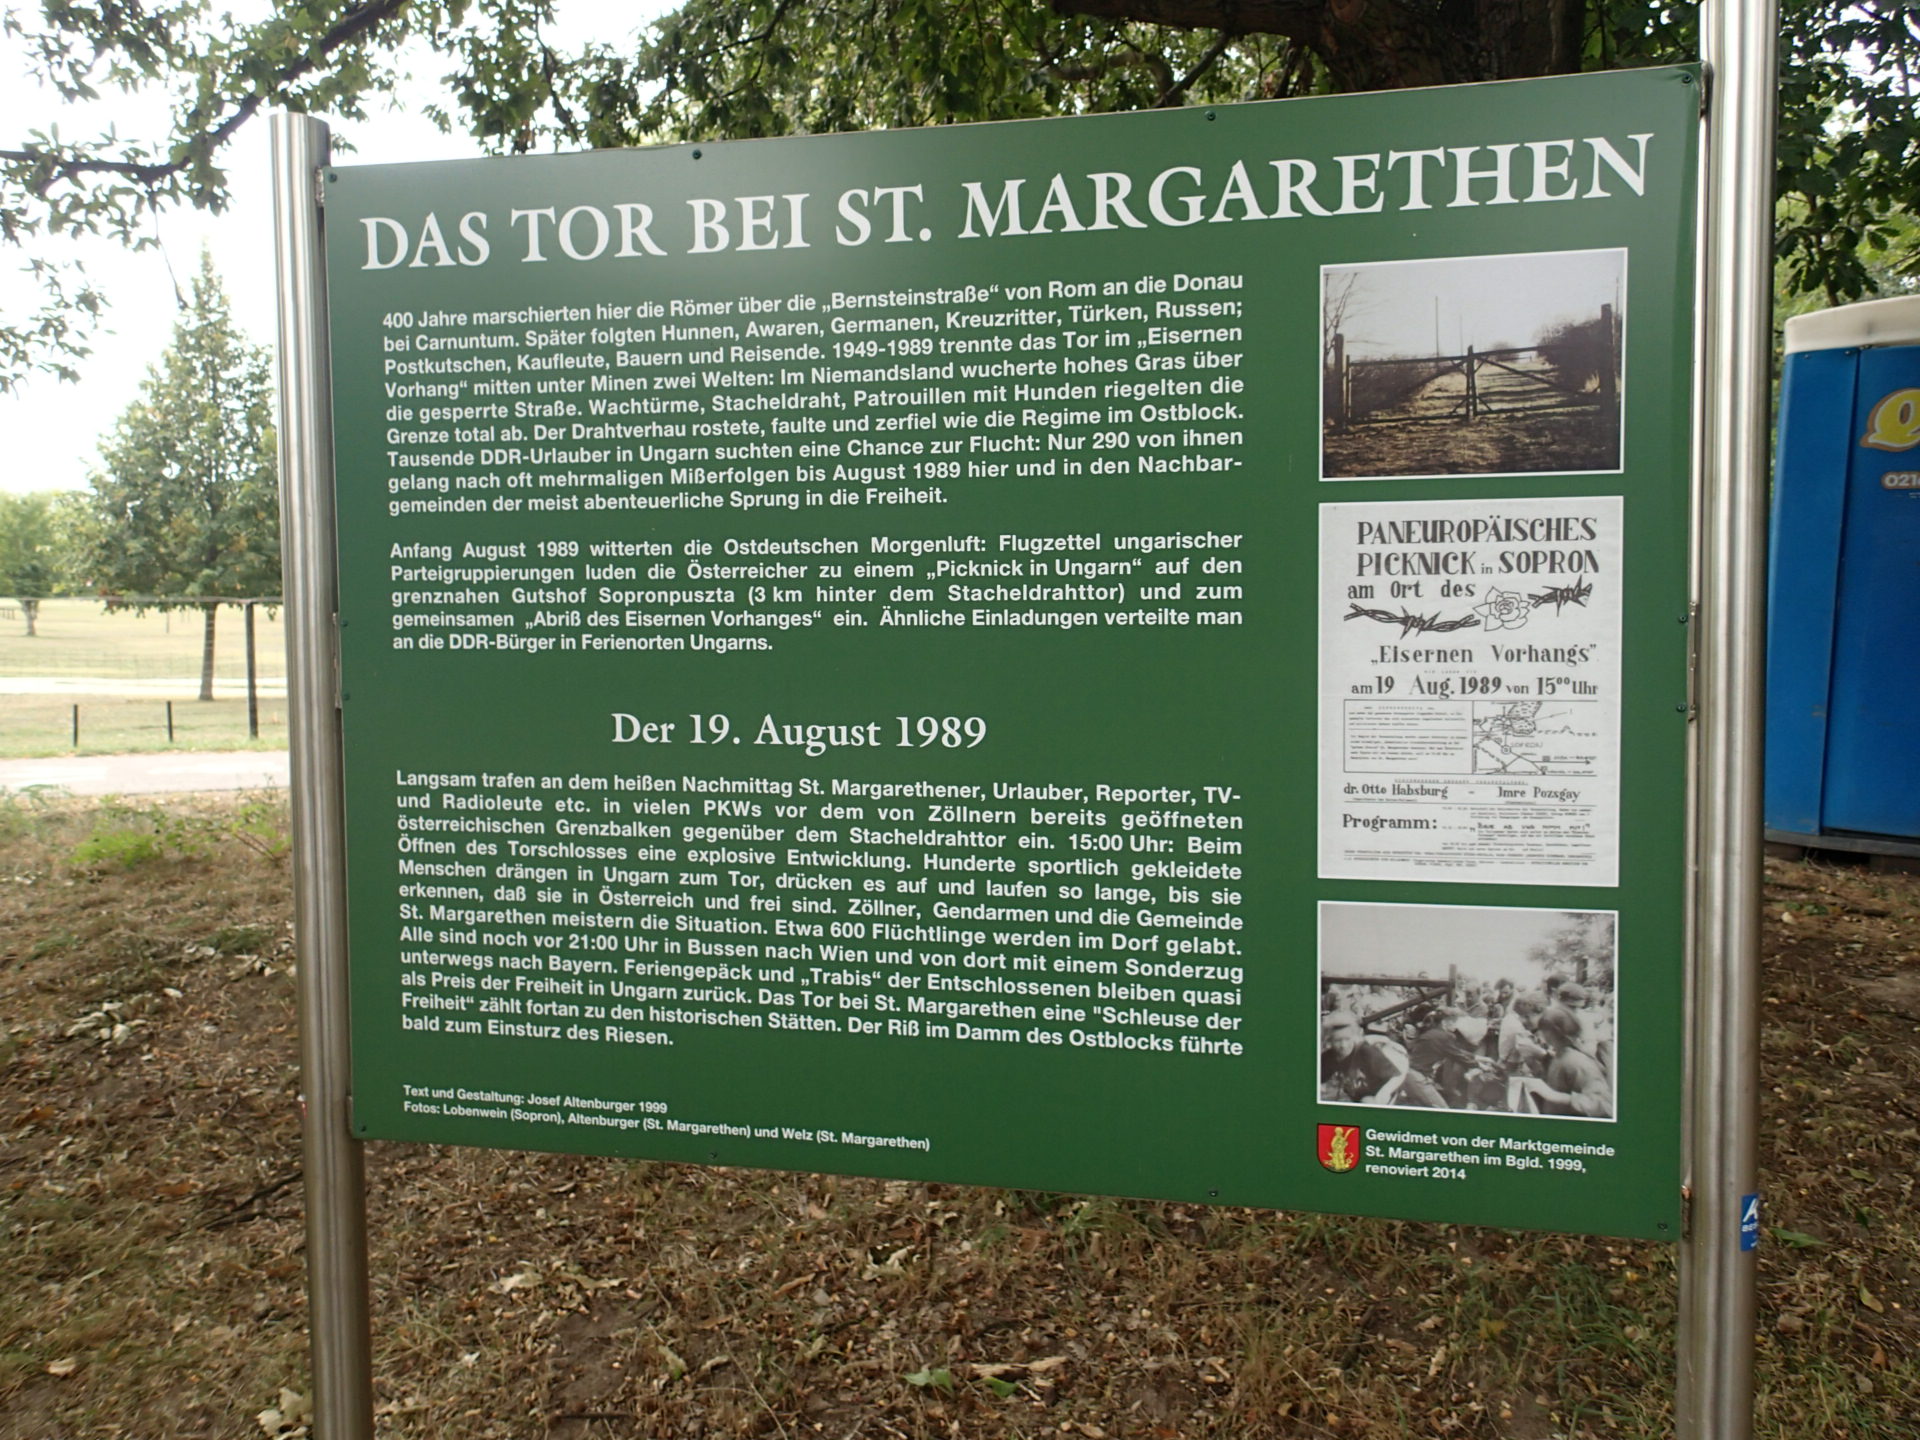 DAS TOR BEI ST. MARGARETHEN
400 Jahre marschierten hier die Römer über die „Bernsteinstraße“ von Rom an die Donau
bei Carnuntum. Später folgten Hunnen, Awaren, Germanen, Kreuzritter, Türken, Russen;
Postkutschen, Kaufleute, Bauern und Reisende. 1949-1989 trennte das Tor im „Eisernen
Vorhang“ mitten unter Minen zwei Welten: Im Niemandsland wucherte hohes Gras über
die gesperrte Straße. Wachtürme, Stacheldraht, Patrouillen mit Hunden riegelten die
Grenze total ab. Der Drahtverhau rostete, faulte und zerfiel wie die Regime im Ostblock.
Tausende DDR-Urlauber in Ungarn suchten eine Chance zur Flucht: Nur 290 von ihnen
gelang nach oft mehrmaligen Mißerfolgen bis August 1989 hier und in den Nachbar-
gemeinden der meist abenteuerliche Sprung in die Freiheit.
Anfang August 1989 witterten die Ostdeutschen Morgenluft: Flugzettel ungarischer
Parteigruppierungen luden die Österreicher zu einem „Picknick in Ungarn“ auf den
grenznahen Gutshof Sopronpuszta (3 km hinter dem Stacheldrahttor) und zum
gemeinsamen „Abriß des Eisernen Vorhanges“ ein. Ähnliche Einladungen verteilte man
an die DDR-Bürger in Ferienorten Ungarns.
Der 19. August 1989
Langsam trafen an dem heißen Nachmittag St. Margarethener, Urlauber, Reporter, TV-
und Radioleute etc. in vielen PKWs vor dem von Zöllnern bereits geöffneten
österreichischen Grenzbalken gegenüber dem Stacheldrahttor ein. 15:00 Uhr: Beim
Öffnen des Torschlosses eine explosive Entwicklung. Hunderte sportlich gekleidete
Menschen drängen in Ungarn zum Tor, drücken es auf und laufen so lange, bis sie
erkennen, daß sie in Österreich und frei sind. Zöllner, Gendarmen und die Gemeinde
St. Margarethen meistern die Situation. Etwa 600 Flüchtlinge werden im Dorf gelabt.
Alle sind noch vor 21:00 Uhr in Bussen nach Wien und von dort mit einem Sonderzug
unterwegs nach Bayern. Feriengepäck und „Trabis“ der Entschlossenen bleiben quasi
als Preis der Freiheit in Ungarn zurück. Das Tor bei St. Margarethen eine "Schleuse der
Freiheit“ zählt fortan zu den historischen Stätten. Der Riß im Damm des Ostblocks führte
bald zum Einsturz des Riesen.
Text und Gestaltung: Josef Altenburger 1999
Fotos: Lobenwein (Sopron), Altenburger (St. Margarethen) und Welz (St. Margarethen)
PANEUROPÄISCHES
PICKNICK in SOPRON
am Ort des
„Eisernen Vorhangs”
am 19 Aug. 1989 von 15⁰⁰ Uhr
dr. Otto Habsburg - Imre Pozsgay
Programm:
Gewidmet von der Marktgemeinde
St. Margarethen im Bgld. 1999,
renoviert 2014